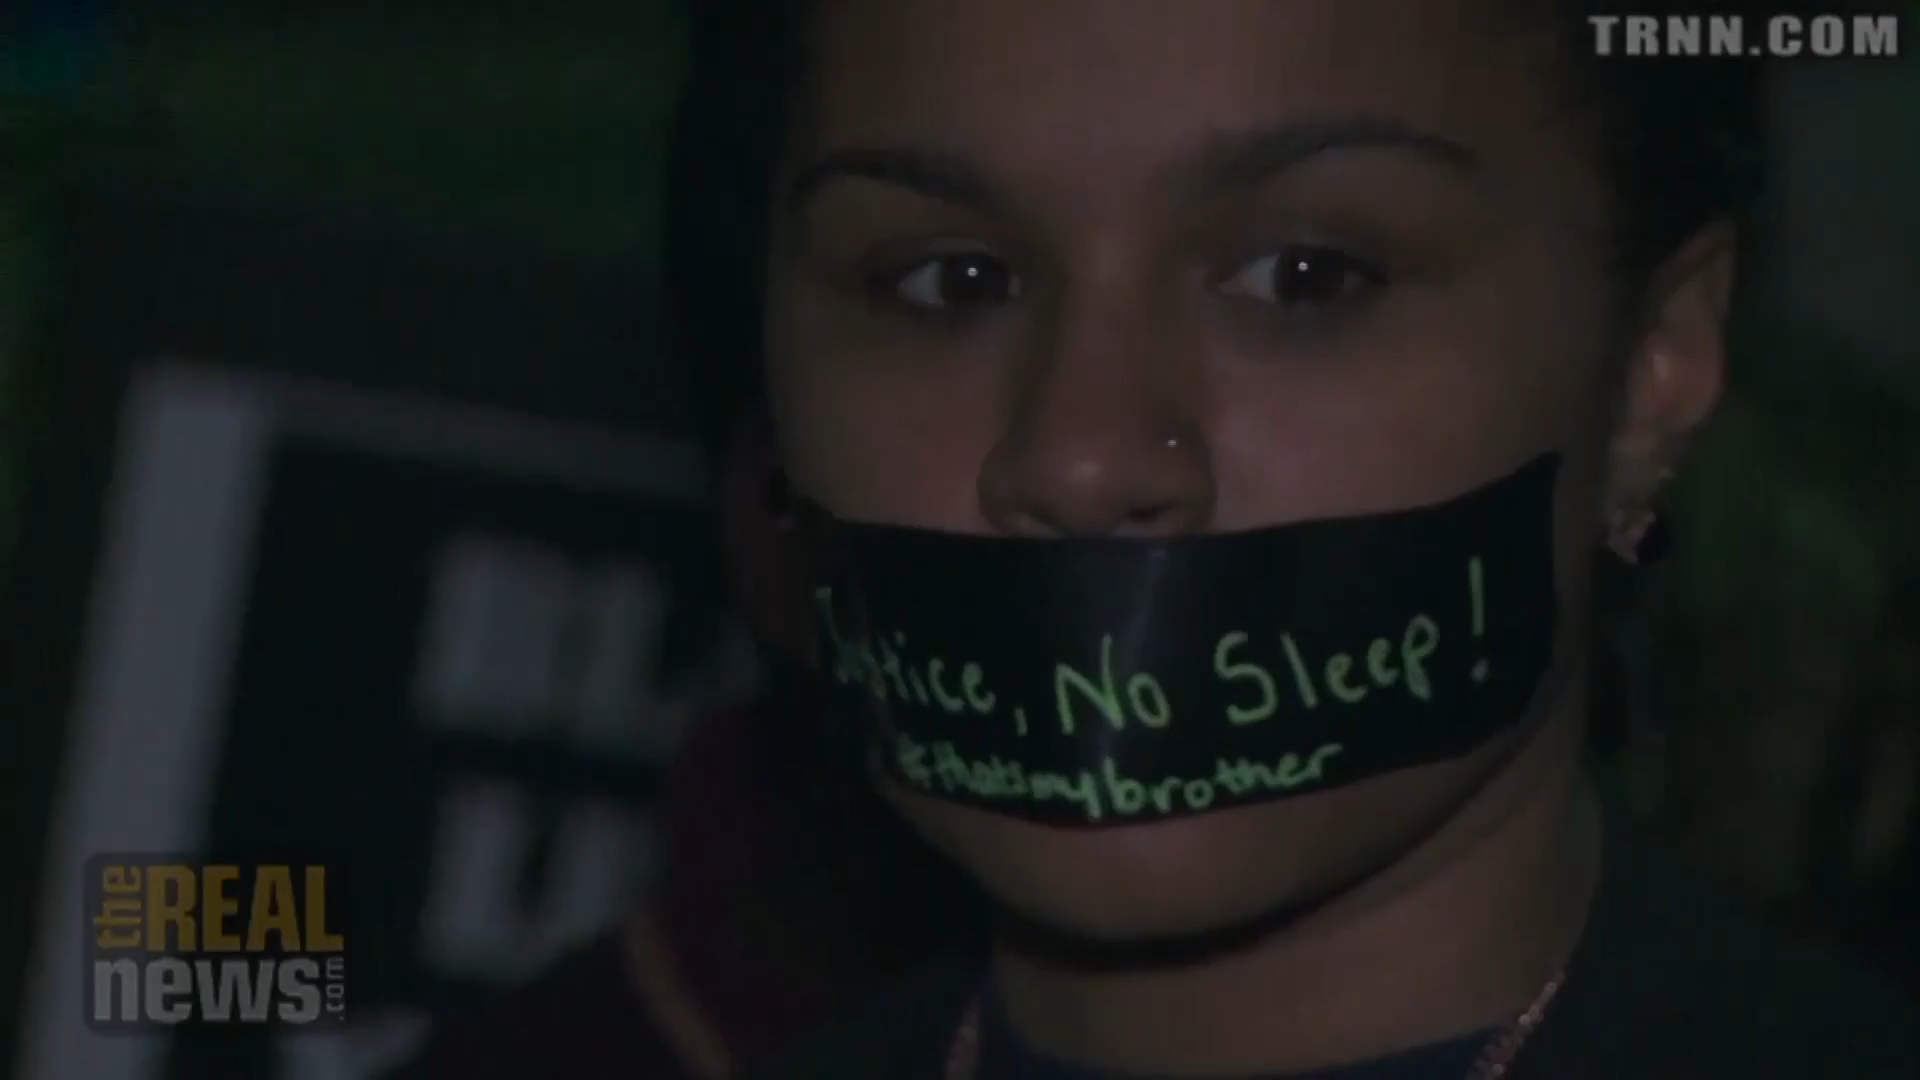 TRNN.COM
Justice, No Sleep!
#thatsmybrother
the REAL
news.com